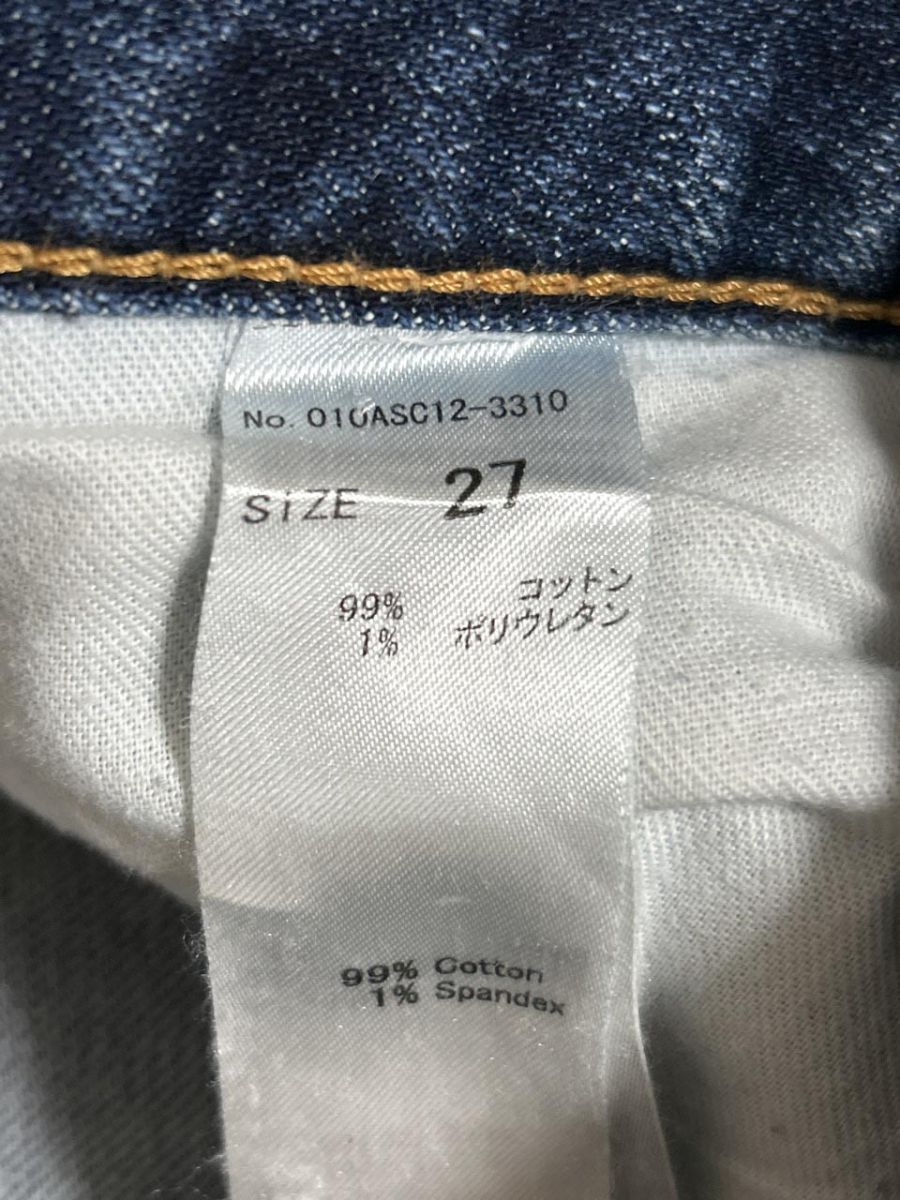 No. 010ASC12-3310
SIZE 27
99% コットン
1% ポリウレタン
99% Cotton
1% Spandex